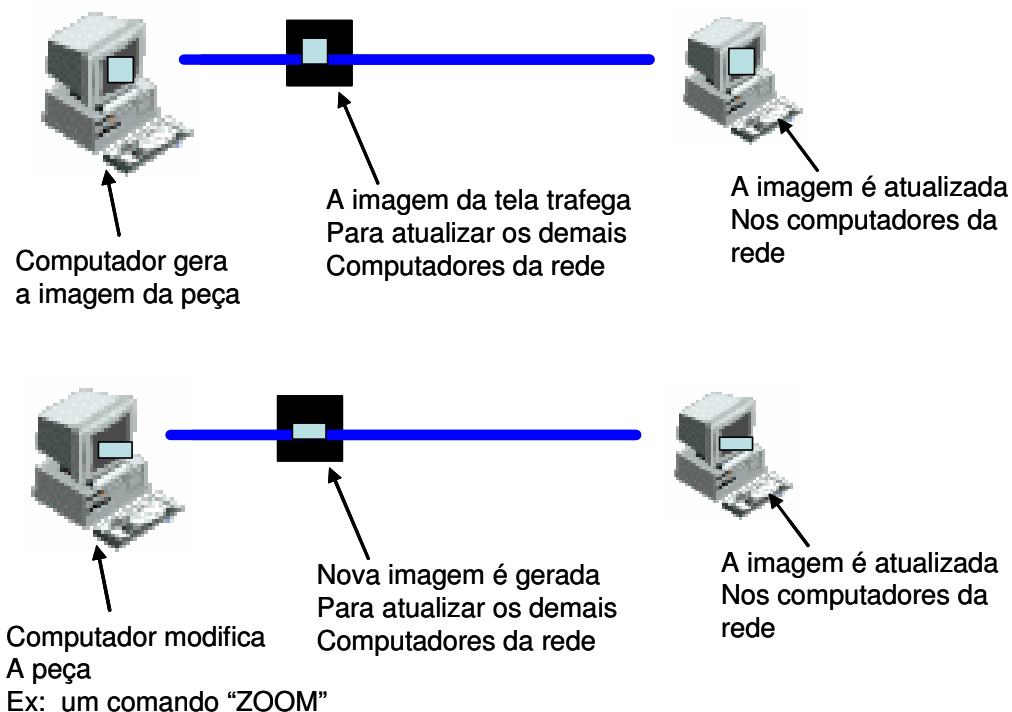 Computador gera
a imagem da peça
A imagem da tela trafega
Para atualizar os demais
Computadores da rede
A imagem é atualizada
Nos computadores da
rede
Computador modifica
A peça
Ex:  um comando “ZOOM”
Nova imagem é gerada
Para atualizar os demais
Computadores da rede
A imagem é atualizada
Nos computadores da
rede